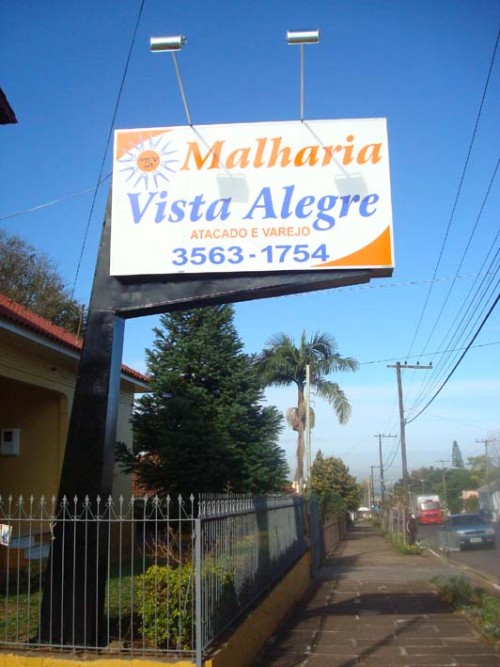 Malharia
Vista Alegre
ATACADO E VAREJO
3563-1754